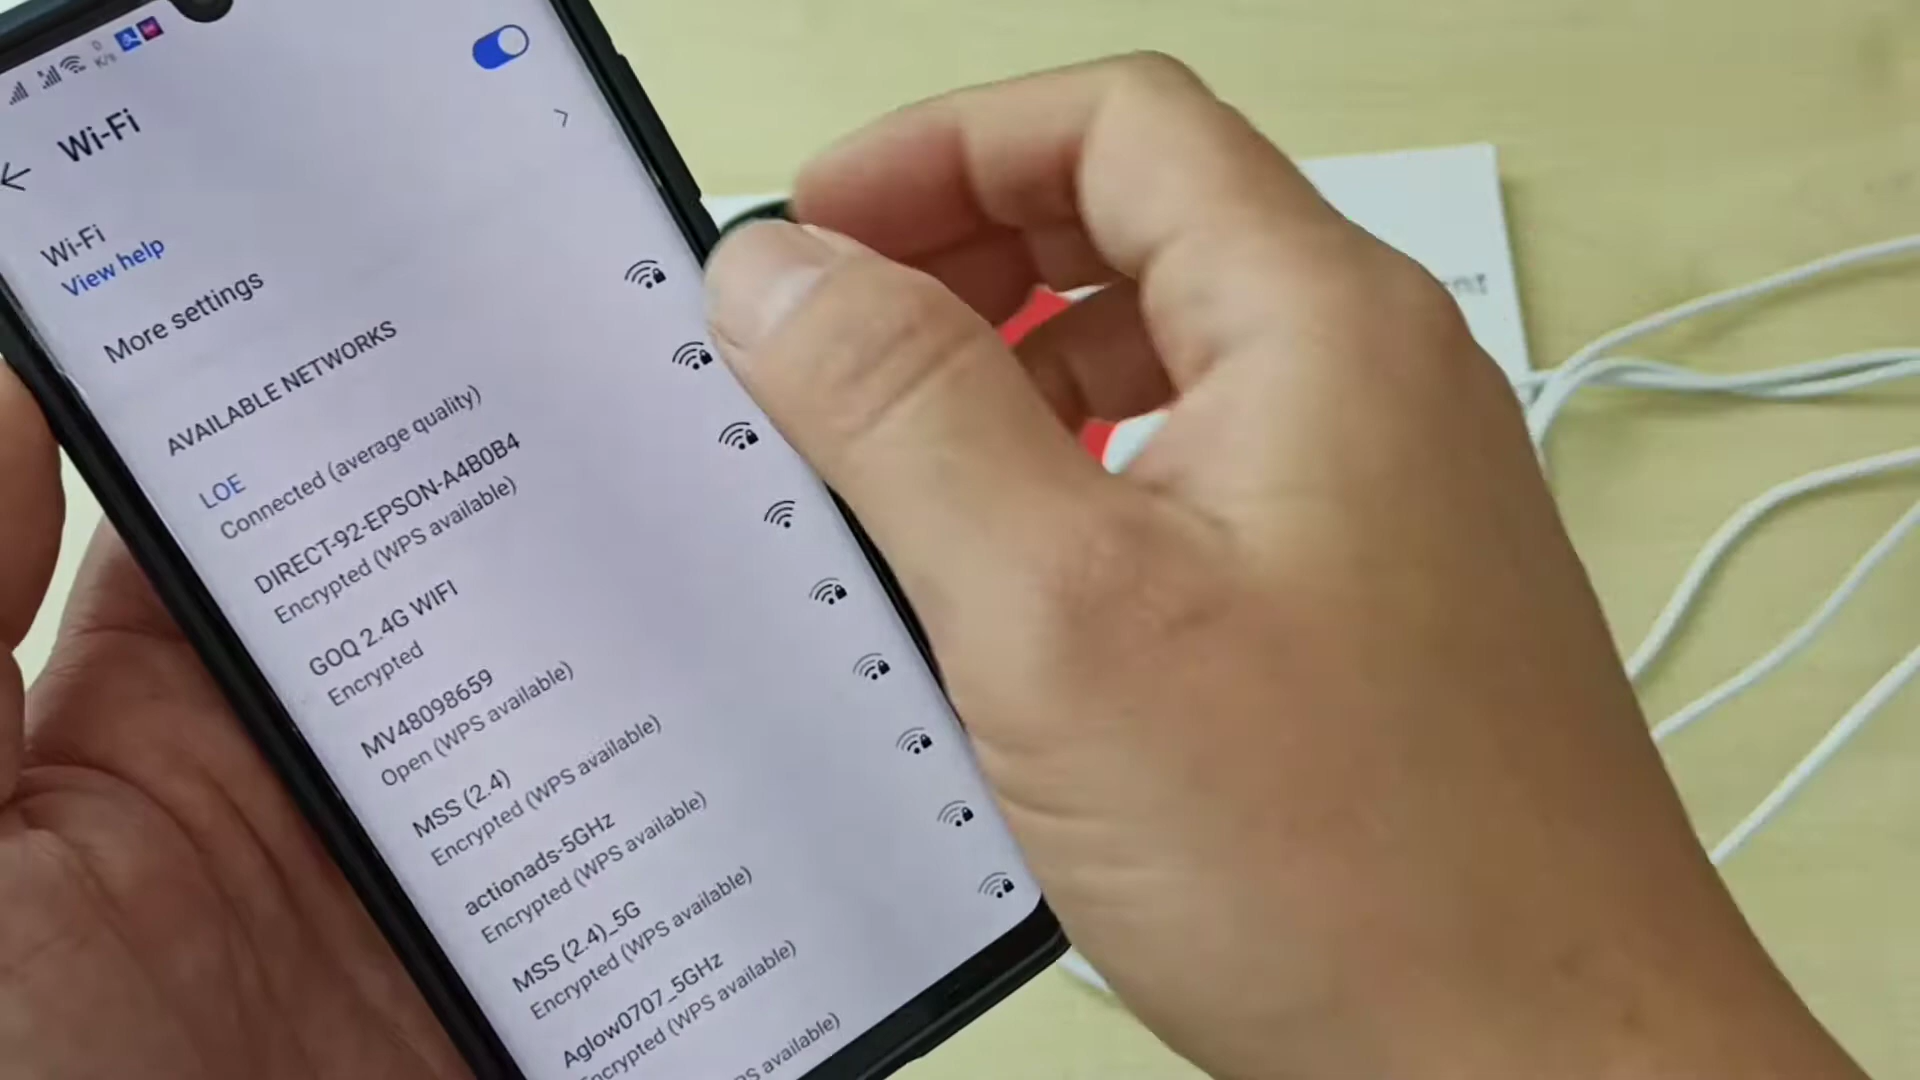 0
K/s
Wi-Fi
Wi-Fi
View help
More settings
AVAILABLE NETWORKS
LOE
Connected (average quality)
DIRECT-92-EPSON-A4B0B4
Encrypted (WPS available)
GOQ 2.4G WIFI
Encrypted
MV48098659
Open (WPS available)
MSS (2.4)
Encrypted (WPS available)
actionads-5GHz
Encrypted (WPS available)
MSS (2.4)_5G
Encrypted (WPS available)
Aglow0707_5GHz
Encrypted (WPS available)
available)